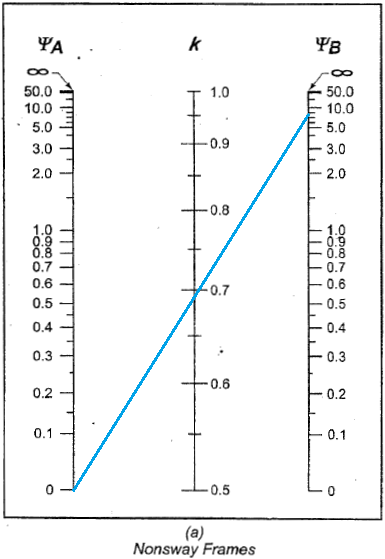 ΨA k ΨB
∞ ∞
50.0 1.0 50.0
10.0 10.0
5.0 0.9 5.0
3.0 3.0
2.0 2.0
0.8
1.0 1.0
0.9 0.9
0.8 0.8
0.7 0.7
0.6 0.7 0.6
0.5 0.5
0.4 0.4
0.3 0.3
0.6
0.2 0.2
0.1 0.1
0 0.5 0
(a)
Nonsway Frames